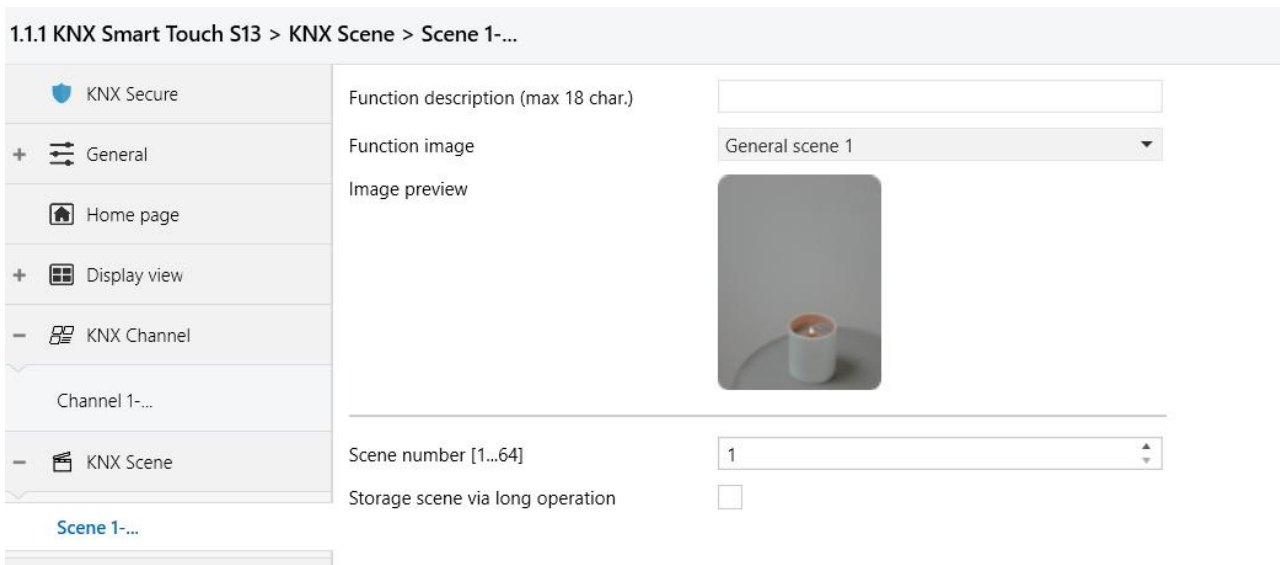 1.1.1 KNX Smart Touch S13 > KNX Scene > Scene 1-...
KNX Secure
+ General
Home page
+ Display view
− KNX Channel
Channel 1-...
− KNX Scene
Scene 1-...
Function description (max 18 char.)
Function image General scene 1
Image preview
Scene number [1...64] 1
Storage scene via long operation